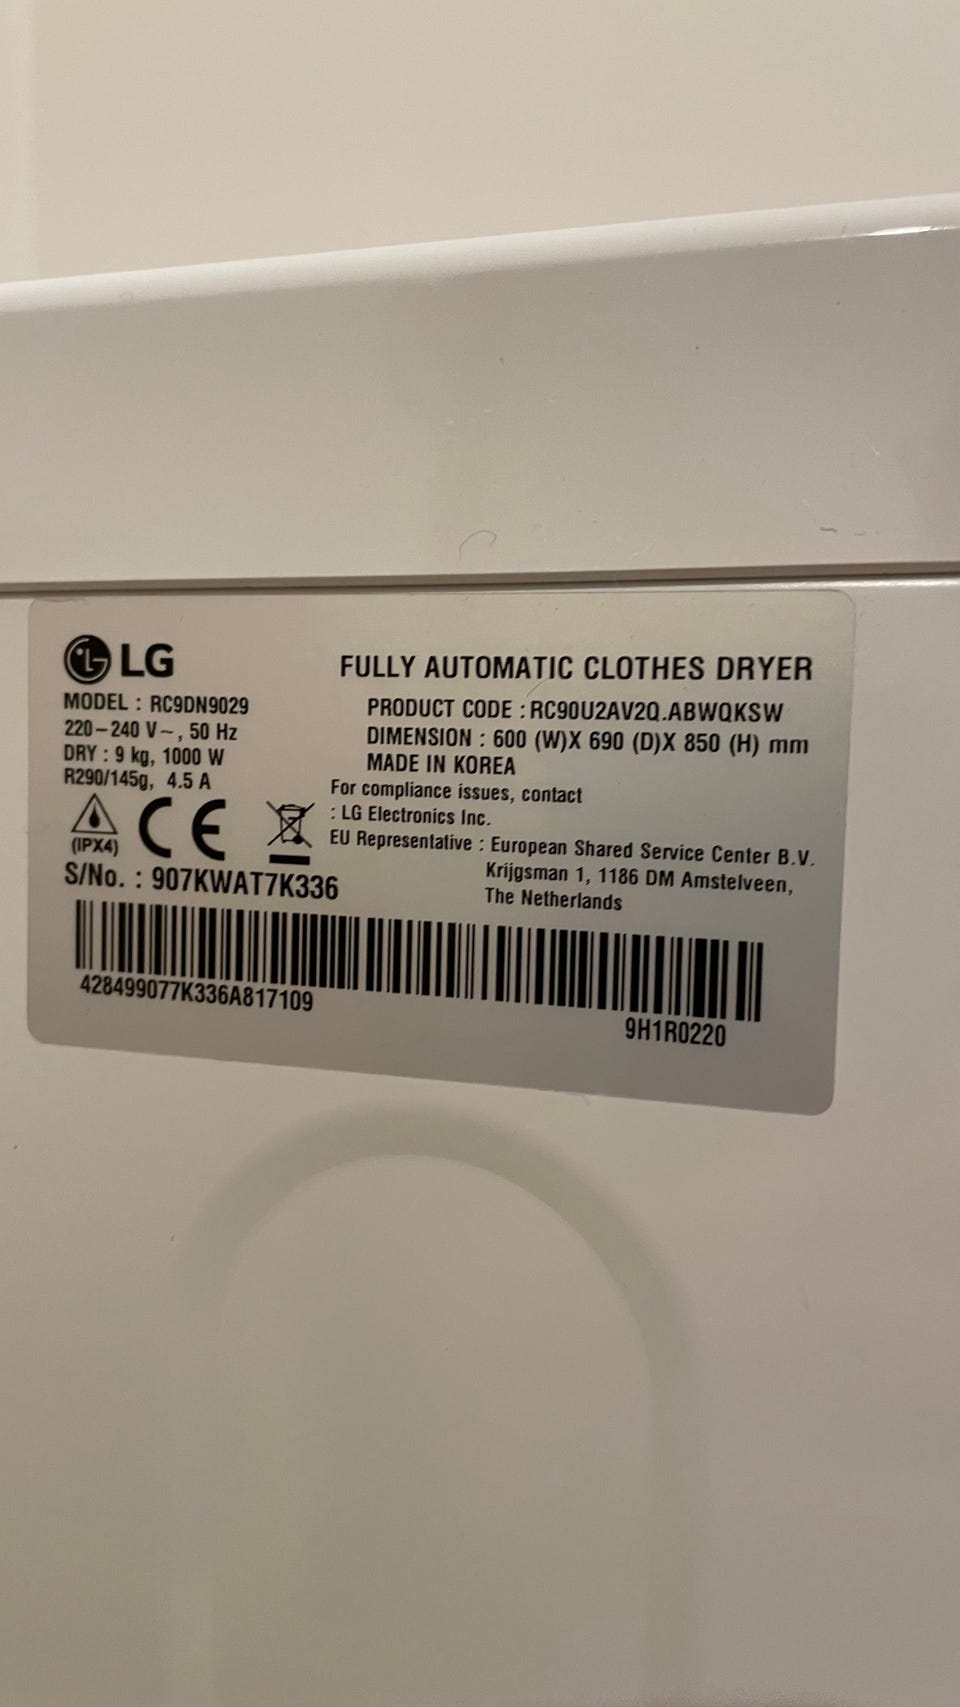 LG
FULLY AUTOMATIC CLOTHES DRYER
MODEL : RC9DN9029
220–240 V~, 50 Hz
DRY : 9 kg, 1000 W
R290/145g, 4.5 A
PRODUCT CODE : RC90U2AV2Q.ABWQKSW
DIMENSION : 600 (W)X 690 (D)X 850 (H) mm
MADE IN KOREA
For compliance issues, contact
: LG Electronics Inc.
EU Representative : European Shared Service Center B.V.
Krijgsman 1, 1186 DM Amstelveen,
The Netherlands
(IPX4)
CE
S/No. : 907KWAT7K336
428499077K336A817109
9H1R0220